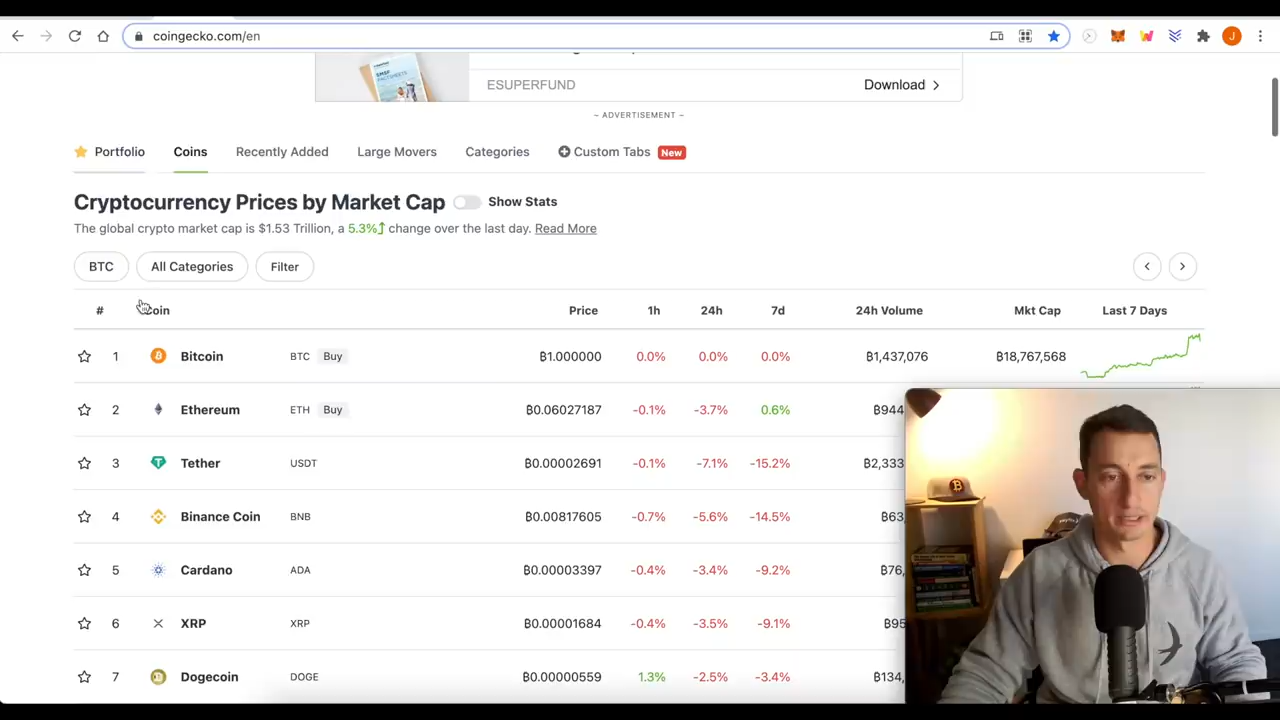 coingecko.com/en
J
ESUPERFUND
Download
~ ADVERTISEMENT ~
Portfolio Coins Recently Added Large Movers Categories Custom Tabs New
Cryptocurrency Prices by Market Cap Show Stats
The global crypto market cap is $1.53 Trillion, a 5.3% change over the last day. Read More
BTC All Categories Filter
# Coin Price 1h 24h 7d 24h Volume Mkt Cap Last 7 Days
1 Bitcoin BTC Buy ₿1.000000 0.0% 0.0% 0.0% ₿1,437,076 ₿18,767,568
2 Ethereum ETH Buy ₿0.06027187 -0.1% -3.7% 0.6% ₿944
3 Tether USDT ₿0.00002691 -0.1% -7.1% -15.2% ₿2,333
4 Binance Coin BNB ₿0.00817605 -0.7% -5.6% -14.5% ₿63
5 Cardano ADA ₿0.00003397 -0.4% -3.4% -9.2% ₿76,
6 XRP XRP ₿0.00001684 -0.4% -3.5% -9.1% ₿95
7 Dogecoin DOGE ₿0.00000559 1.3% -2.5% -3.4% ₿134,